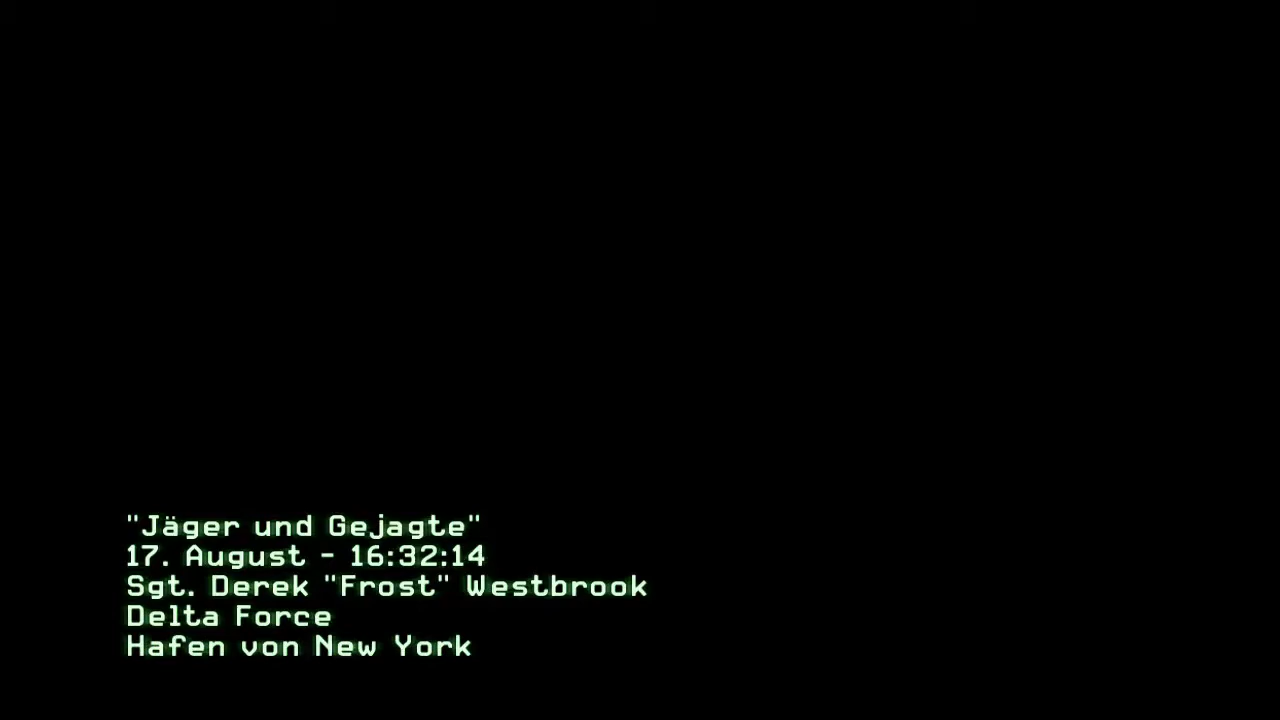 "Jäger und Gejagte"
17. August - 16:32:14
Sgt. Derek "Frost" Westbrook
Delta Force
Hafen von New York